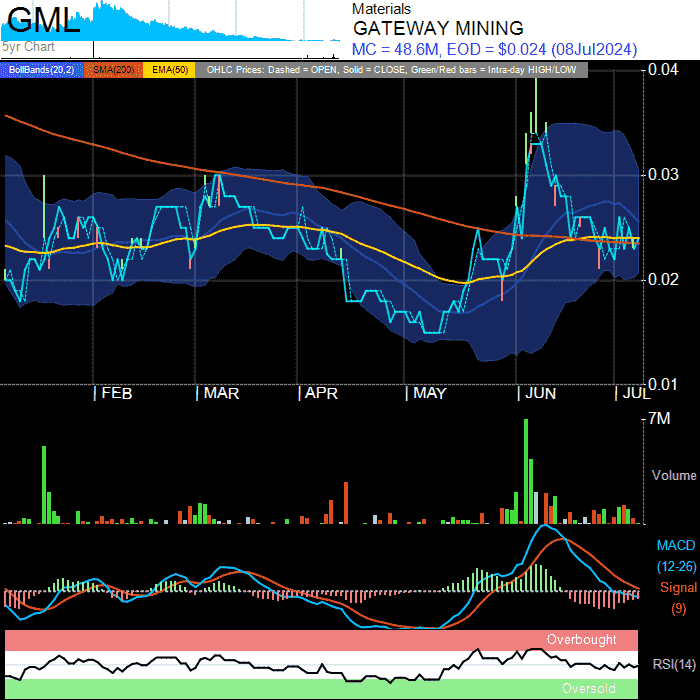 GML
5yr Chart
Materials
GATEWAY MINING
MC = 48.6M, EOD = $0.024 (08Jul2024)
BollBands(20,2) SMA(200) EMA(50) OHLC Prices: Dashed = OPEN, Solid = CLOSE, Green/Red bars = Intra-day HIGH/LOW
0.04
0.03
0.02
0.01
| FEB | MAR | APR | MAY | JUN | JUL
7M
Volume
MACD
(12-26)
Signal
(9)
Overbought
RSI(14)
Oversold